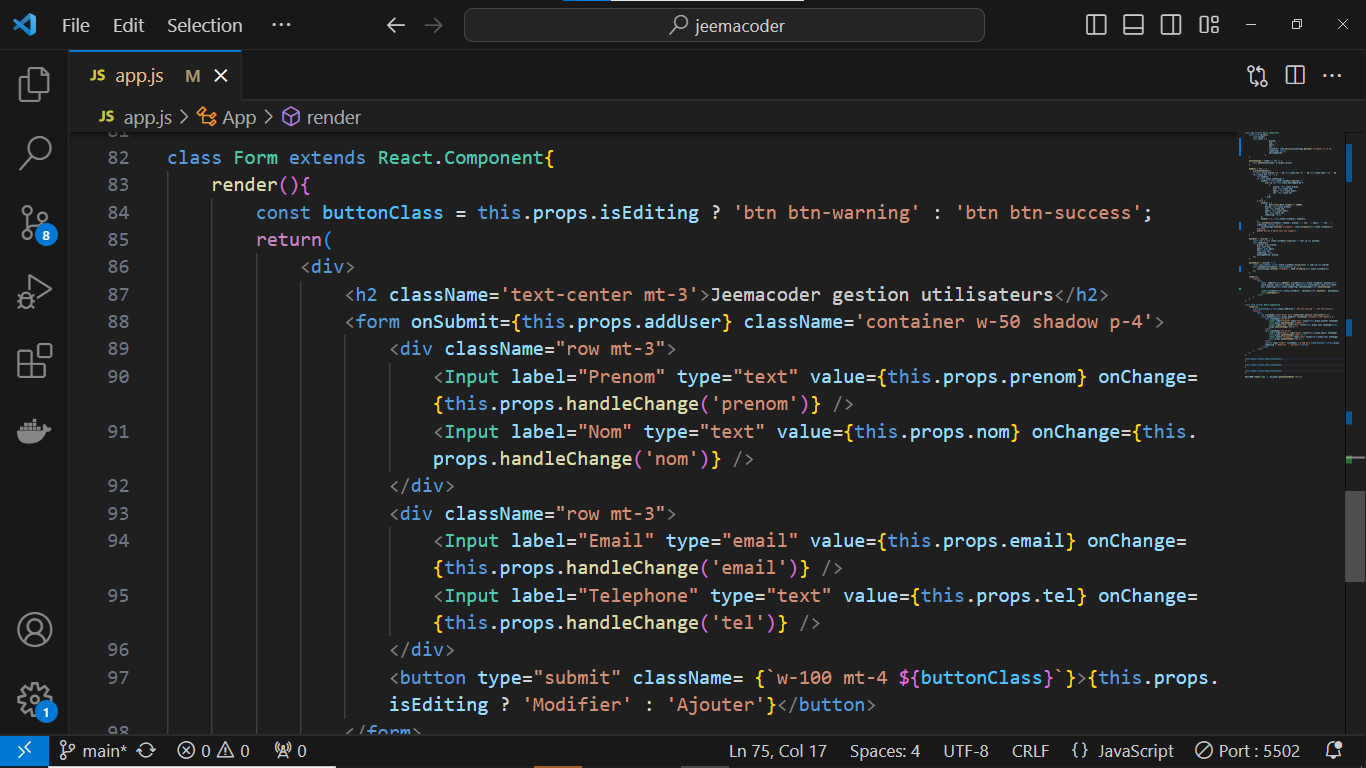 File Edit Selection ···
jeemacoder
JS app.js M
JS app.js > App > render
81
82 class Form extends React.Component{
83 render(){
84 const buttonClass = this.props.isEditing ? 'btn btn-warning' : 'btn btn-success';
85 return(
86 <div>
87 <h2 className='text-center mt-3'>Jeemacoder gestion utilisateurs</h2>
88 <form onSubmit={this.props.addUser} className='container w-50 shadow p-4'>
89 <div className="row mt-3">
90 <Input label="Prenom" type="text" value={this.props.prenom} onChange=
{this.props.handleChange('prenom')} />
91 <Input label="Nom" type="text" value={this.props.nom} onChange={this.
props.handleChange('nom')} />
92 </div>
93 <div className="row mt-3">
94 <Input label="Email" type="email" value={this.props.email} onChange=
{this.props.handleChange('email')} />
95 <Input label="Telephone" type="text" value={this.props.tel} onChange=
{this.props.handleChange('tel')} />
96 </div>
97 <button type="submit" className= {`w-100 mt-4 ${buttonClass}`}>{this.props.
isEditing ? 'Modifier' : 'Ajouter'}</button>
98 </form>
8
1
main* 0 0 0 Ln 75, Col 17 Spaces: 4 UTF-8 CRLF {} JavaScript Port : 5502